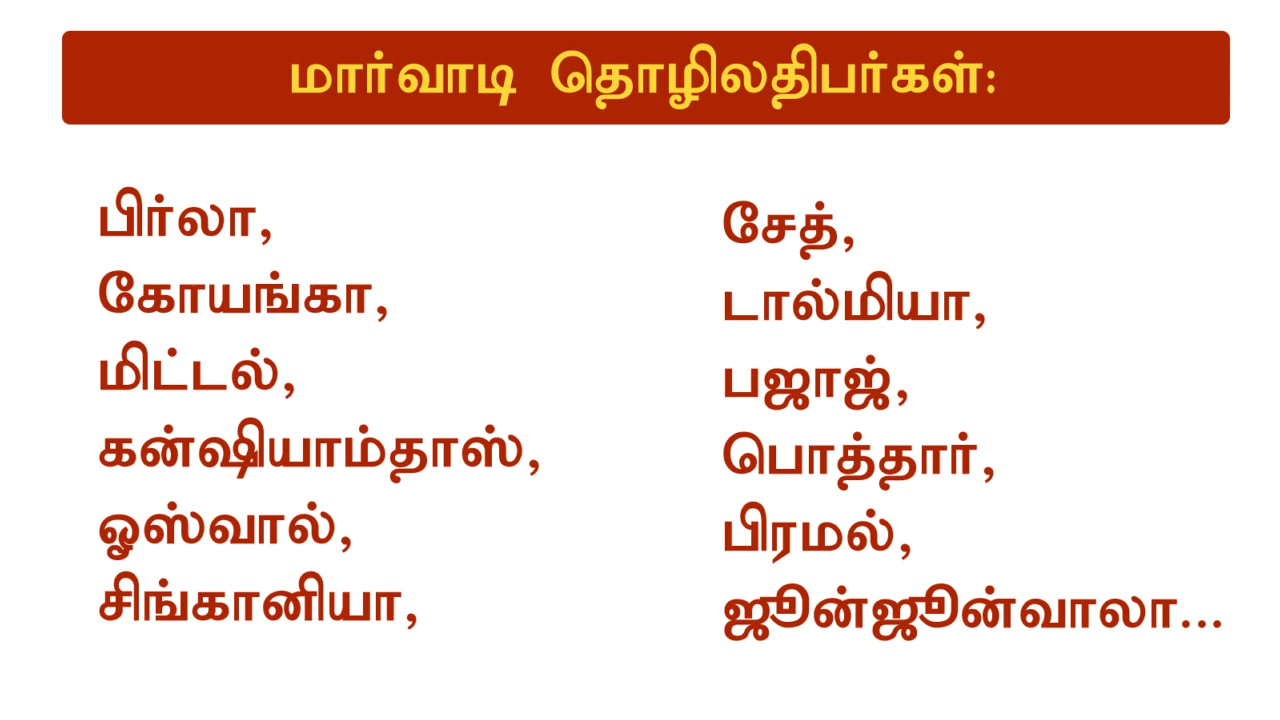 மார்வாடி தொழிலதிபர்கள்:
பிர்லா,
கோயங்கா,
மிட்டல்,
கன்ஷியாம்தாஸ்,
ஓஸ்வால்,
சிங்கானியா,
சேத்,
டால்மியா,
பஜாஜ்,
பொத்தார்,
பிரமல்,
ஜூன்ஜூன்வாலா...